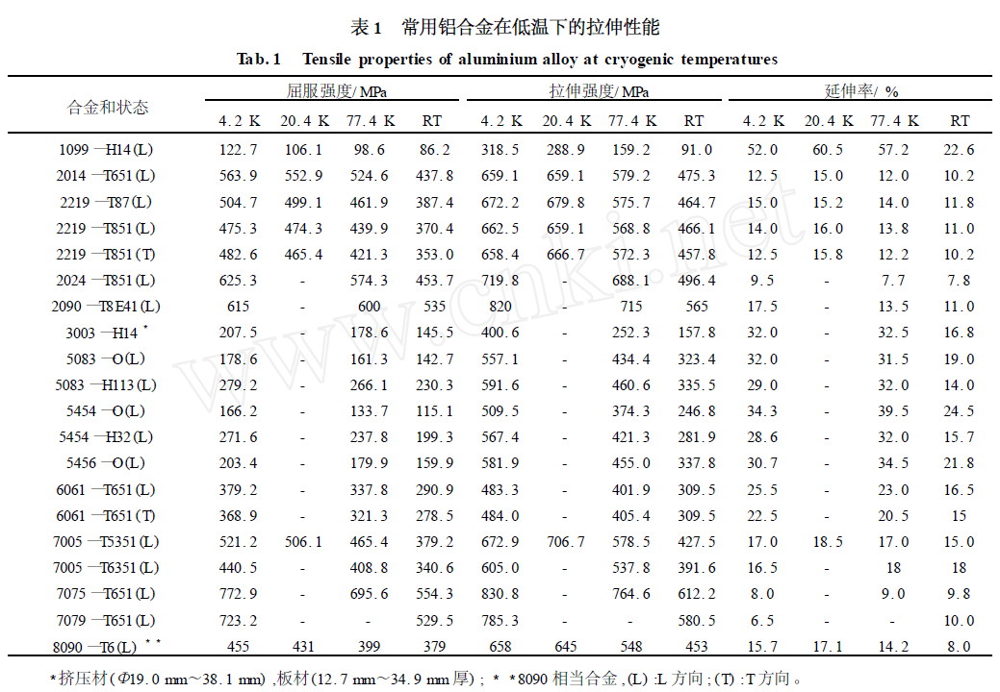 表 1 常用铝合金在低温下的拉伸性能
Tab. 1 Tensile properties of aluminium alloy at cryogenic temperatures
合金和状态 屈服强度/ MPa 拉伸强度/ MPa 延伸率/ %
4.2 K 20.4 K 77.4 K RT 4.2 K 20.4 K 77.4 K RT 4.2 K 20.4 K 77.4 K RT
1099 —H14(L) 122.7 106.1 98.6 86.2 318.5 288.9 159.2 91.0 52.0 60.5 57.2 22.6
2014 —T651(L) 563.9 552.9 524.6 437.8 659.1 659.1 579.2 475.3 12.5 15.0 12.0 10.2
2219 —T87(L) 504.7 499.1 461.9 387.4 672.2 679.8 575.7 464.7 15.0 15.2 14.0 11.8
2219 —T851(L) 475.3 474.3 439.9 370.4 662.5 659.1 568.8 466.1 14.0 16.0 13.8 11.0
2219 —T851(T) 482.6 465.4 421.3 353.0 658.4 666.7 572.3 457.8 12.5 15.8 12.2 10.2
2024 —T851(L) 625.3 - 574.3 453.7 719.8 - 688.1 496.4 9.5 - 7.7 7.8
2090 —T8E41(L) 615 - 600 535 820 - 715 565 17.5 - 13.5 11.0
3003 —H14 * 207.5 - 178.6 145.5 400.6 - 252.3 157.8 32.0 - 32.5 16.8
5083 —O(L) 178.6 - 161.3 142.7 557.1 - 434.4 323.4 32.0 - 31.5 19.0
5083 —H113(L) 279.2 - 266.1 230.3 591.6 - 460.6 335.5 29.0 - 32.0 14.0
5454 —O(L) 166.2 - 133.7 115.1 509.5 - 374.3 246.8 34.3 - 39.5 24.5
5454 —H32(L) 271.6 - 237.8 199.3 567.4 - 421.3 281.9 28.6 - 32.0 15.7
5456 —O(L) 203.4 - 179.9 159.9 581.9 - 455.0 337.8 30.7 - 34.5 21.8
6061 —T651(L) 379.2 - 337.8 290.9 483.3 - 401.9 309.5 25.5 - 23.0 16.5
6061 —T651(T) 368.9 - 321.3 278.5 484.0 - 405.4 309.5 22.5 - 20.5 15
7005 —T5351(L) 521.2 506.1 465.4 379.2 672.9 706.7 578.5 427.5 17.0 18.5 17.0 15.0
7005 —T6351(L) 440.5 - 408.8 340.6 605.0 - 537.8 391.6 16.5 - 18 18
7075 —T651(L) 772.9 - 695.6 554.3 830.8 - 764.6 612.2 8.0 - 9.0 9.8
7079 —T651(L) 723.2 - - 529.5 785.3 - - 580.5 6.5 - - 10.0
8090 —T6(L) * * 455 431 399 379 658 645 548 453 15.7 17.1 14.2 8.0
*挤压材(Φ19.0 mm～38.1 mm) ,板材(12.7 mm～34.9 mm 厚) ; * *8090 相当合金 ,(L) :L 方向 ; (T) :T 方向 。
www.cnki.net